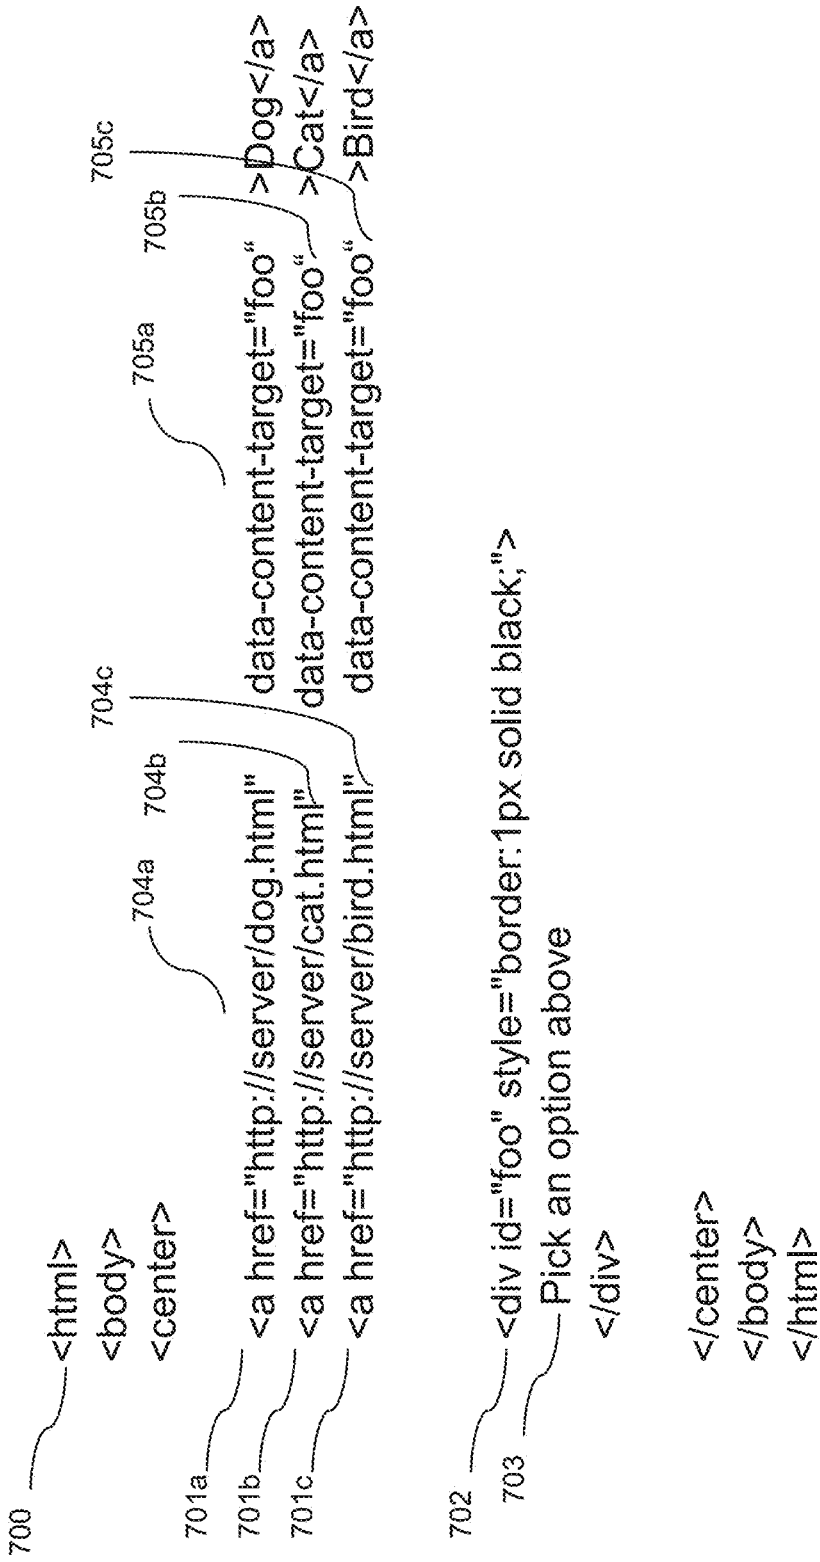 700
<html>
<body>
<center>
704a 704b 704c 705a 705b 705c
701a <a href="http://server/dog.html" data-content-target="foo“ >Dog</a>
701b <a href="http://server/cat.html" data-content-target="foo“ >Cat</a>
701c <a href="http://server/bird.html" data-content-target="foo“ >Bird</a>
702 <div id="foo" style="border:1px solid black;">
703 Pick an option above
</div>
</center>
</body>
</html>